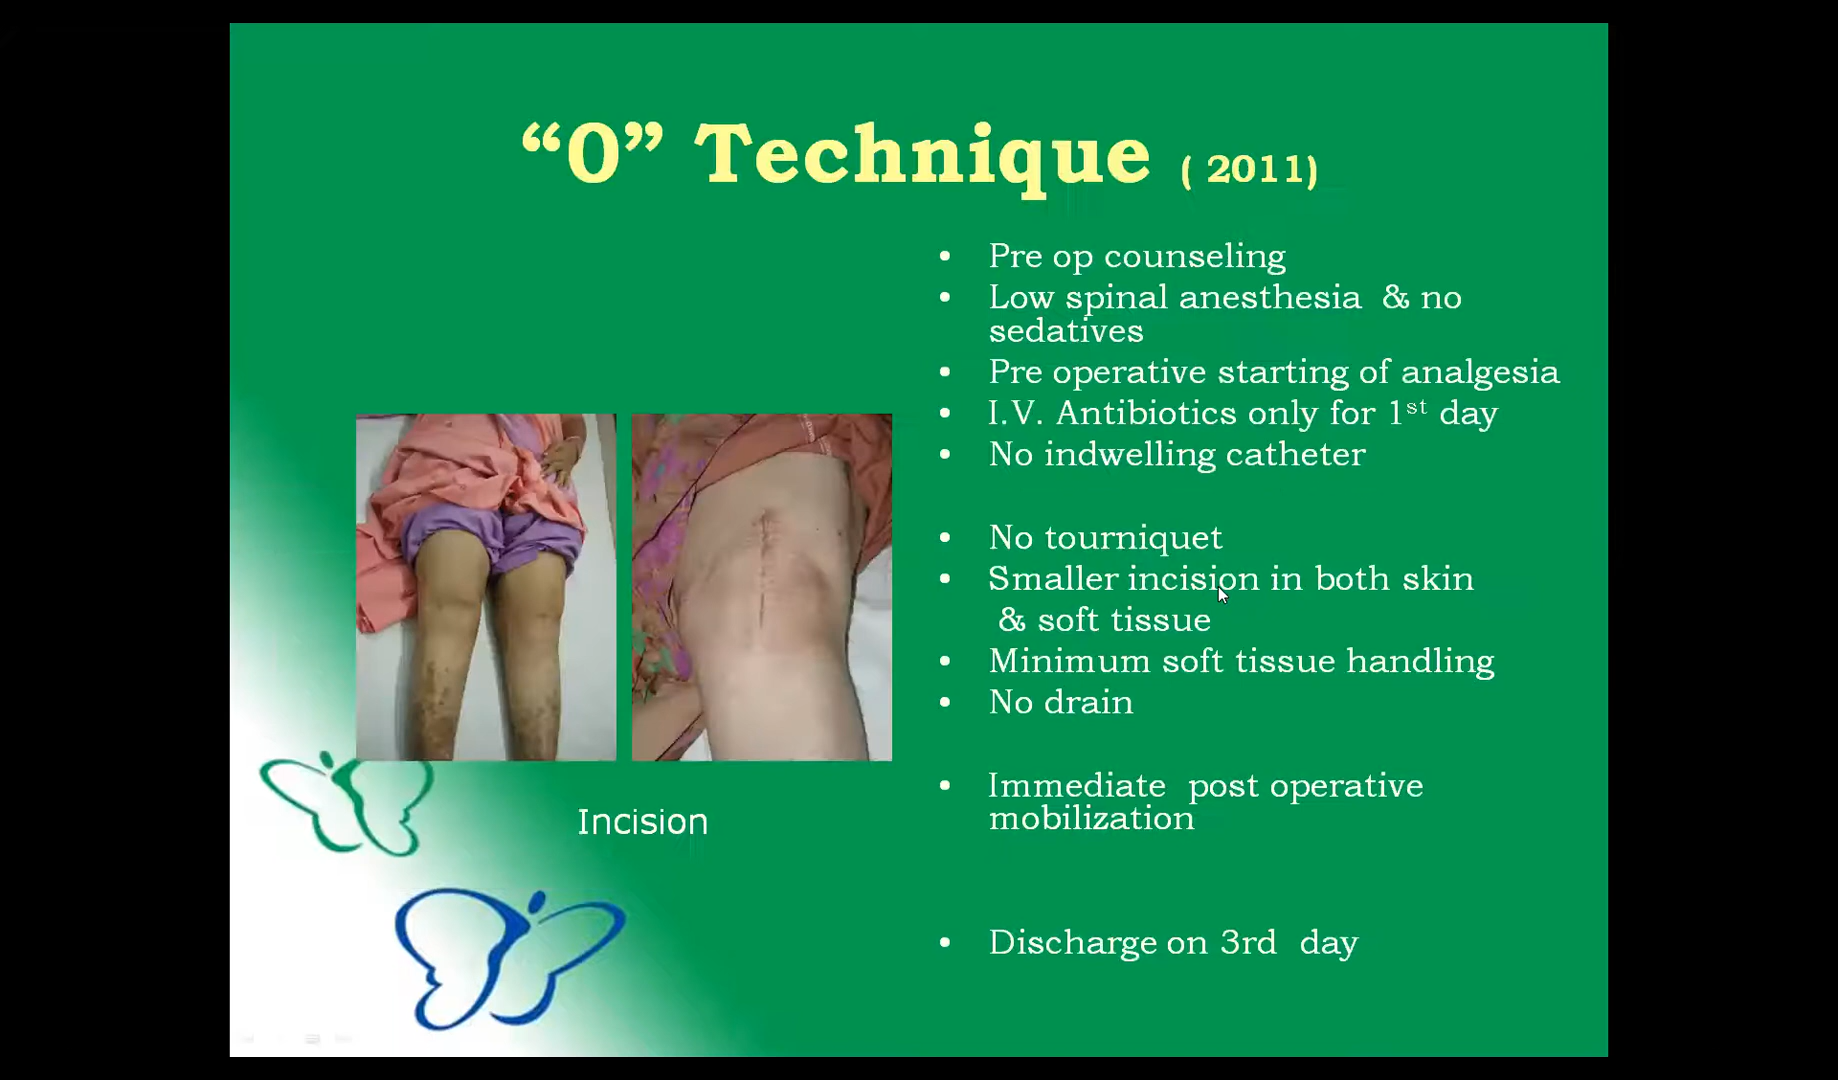 “0” Technique ( 2011)
• Pre op counseling
• Low spinal anesthesia & no
sedatives
• Pre operative starting of analgesia
• I.V. Antibiotics only for 1st day
• No indwelling catheter
• No tourniquet
• Smaller incision in both skin
& soft tissue
• Minimum soft tissue handling
• No drain
• Immediate post operative
mobilization
• Discharge on 3rd day
Incision